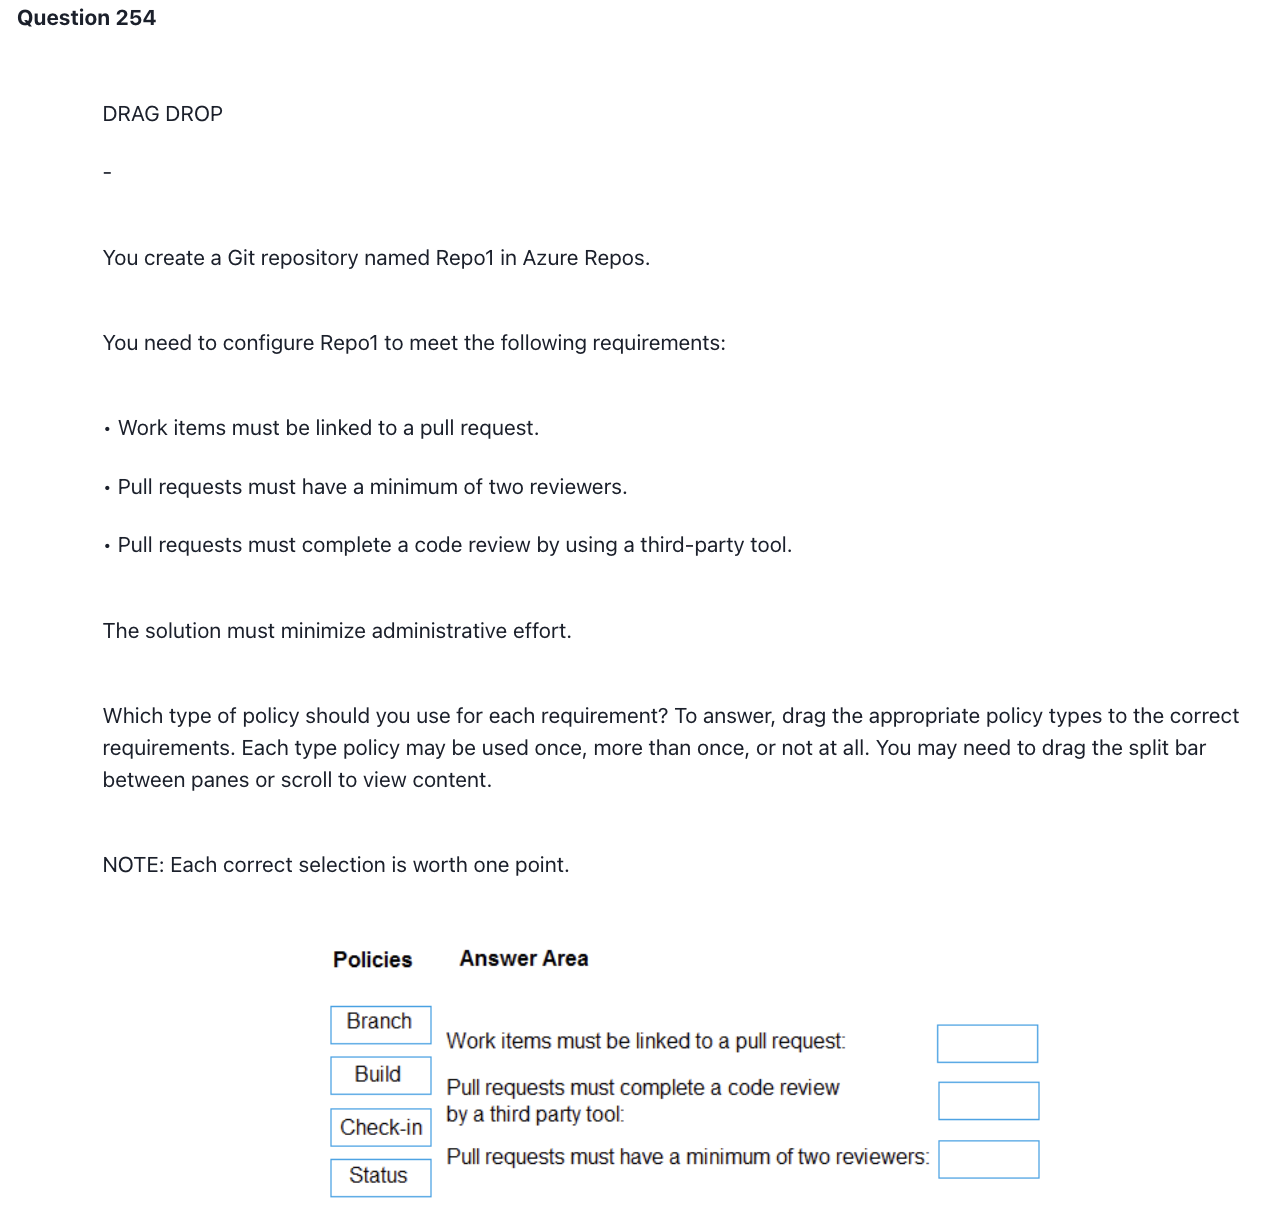 Question 254
DRAG DROP
-
You create a Git repository named Repo1 in Azure Repos.
You need to configure Repo1 to meet the following requirements:
• Work items must be linked to a pull request.
• Pull requests must have a minimum of two reviewers.
• Pull requests must complete a code review by using a third-party tool.
The solution must minimize administrative effort.
Which type of policy should you use for each requirement? To answer, drag the appropriate policy types to the correct
requirements. Each type policy may be used once, more than once, or not at all. You may need to drag the split bar
between panes or scroll to view content.
NOTE: Each correct selection is worth one point.
Policies
Answer Area
Branch
Build
Check-in
Status
Work items must be linked to a pull request:
Pull requests must complete a code review
by a third party tool:
Pull requests must have a minimum of two reviewers: